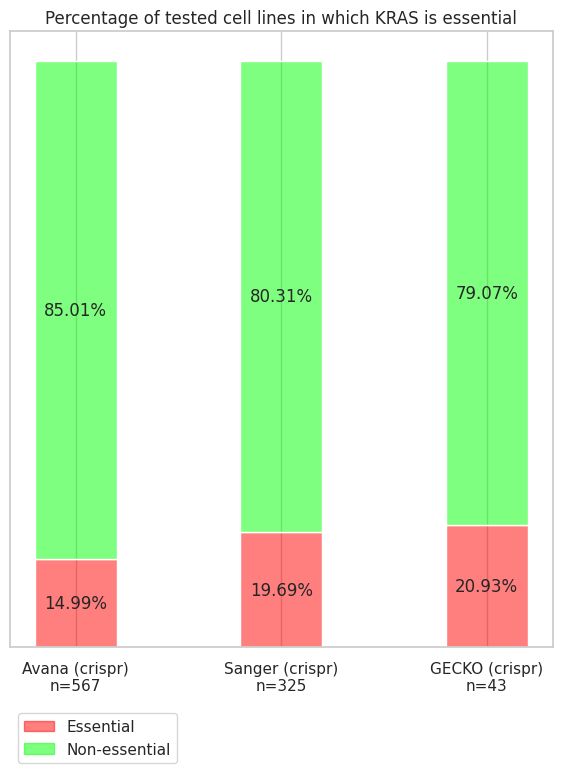 Percentage of tested cell lines in which KRAS is essential
85.01%
80.31%
79.07%
14.99%
19.69%
20.93%
Avana (crispr)
n=567
Sanger (crispr)
n=325
GECKO (crispr)
n=43
Essential
Non-essential